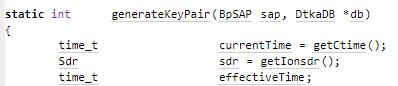 static int generateKeyPair(BpSAP sap, DtkaDB *db)
{
time_t currentTime = getCtime();
Sdr sdr = getIonsdr();
time_t effectiveTime;